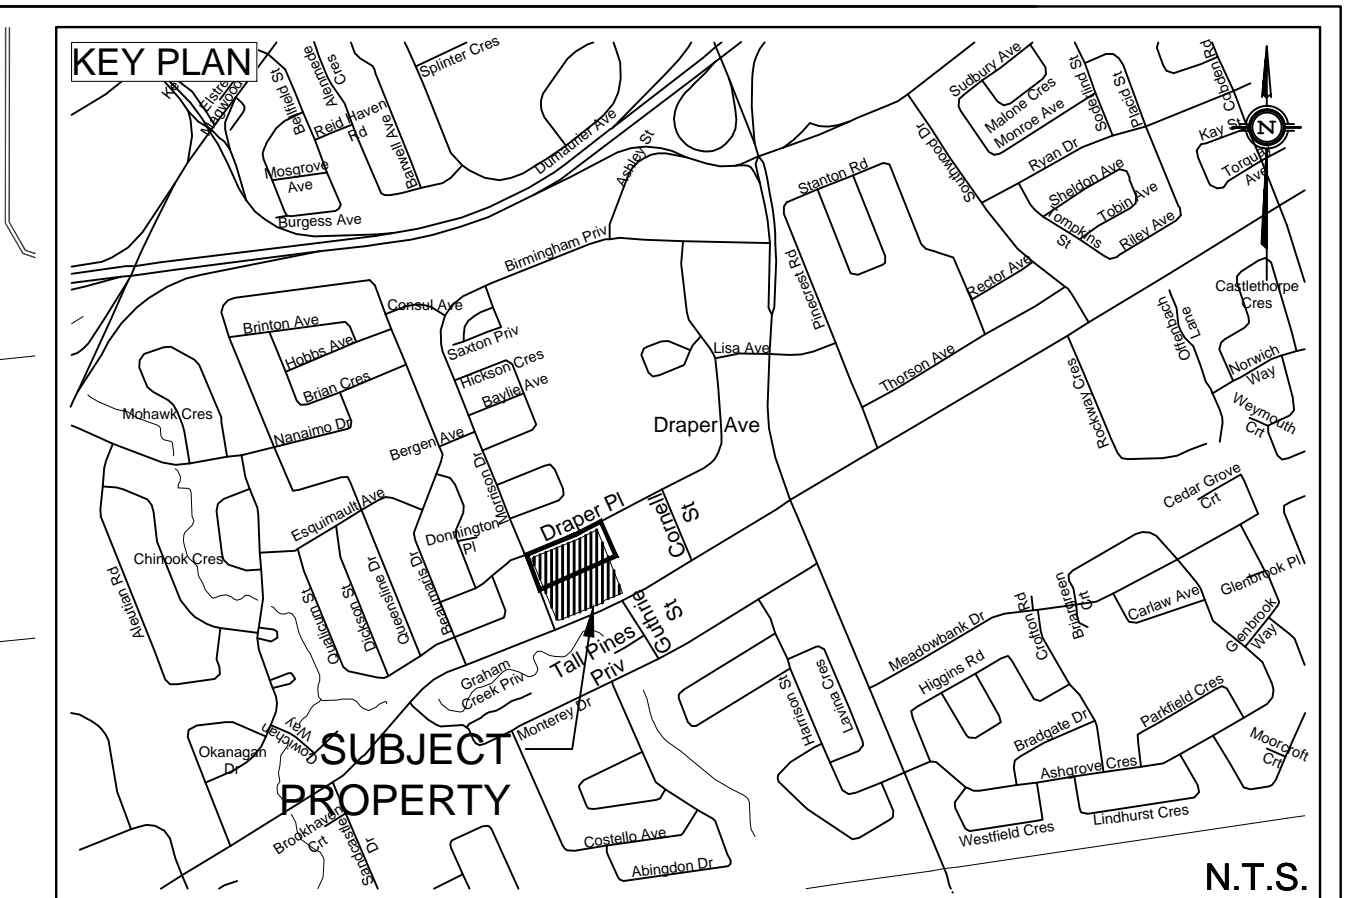 KEY PLAN
Splinter Cres
Alenmede
Cres
Bellfield St
Elstra
Magwood
Ke
Reid Haven
Rd
Barwell Ave
Mosgrove
Ave
Burgess Ave
Dumaurier Ave
Ashley St
Birmingham Priv
Stanton Rd
Southwood Dr
Sudbury Ave
Malone Cres
Monroe Ave
Soderlind St
Placid St
Cobden Rd
Kay St
N
Torqu
Ave
Ryan Dr
Sheldon Ave
Tobin Ave
Tompkins
St
Riley Ave
Rector Ave
Pinecrest Rd
Castlethorpe
Cres
Offenbach
Lane
Norwich
Way
Weymouth
Crt
Consul Ave
Brinton Ave
Hobbs Ave
Brian Cres
Nanaimo Dr
Mohawk Cres
Saxton Priv
Hickson Cres
Baylie Ave
Bergen Ave
Morrison Dr
Lisa Ave
Thorson Ave
Rockway Cres
Draper Ave
Cedar Grove
Crt
Esquimault Ave
Donnington
Pl
Draper Pl
Cornell
St
Chinook Cres
Aleutian Rd
Qualicum St
Dickson St
Queensline Dr
Beaumaris Dr
Guthrie
St
Tall Pines
Priv
Graham
Creek Priv
Monterey Dr
Harrison St
Lavina Cres
Meadowbank Dr
Higgins Rd
Crofton Rd
Briargreen
Crt
Carlaw Ave
Glenbrook Pl
Glenbrook
Way
Parkfield Cres
Bradgate Dr
Ashgrove Cres
Moorcroft
Crt
Lindhurst Cres
Westfield Cres
Cowichan
Way
Okanagan
Dr
SUBJECT
PROPERTY
Brookhaven
Crt
Sandcastle
Dr
Costello Ave
Abingdon Dr
N.T.S.